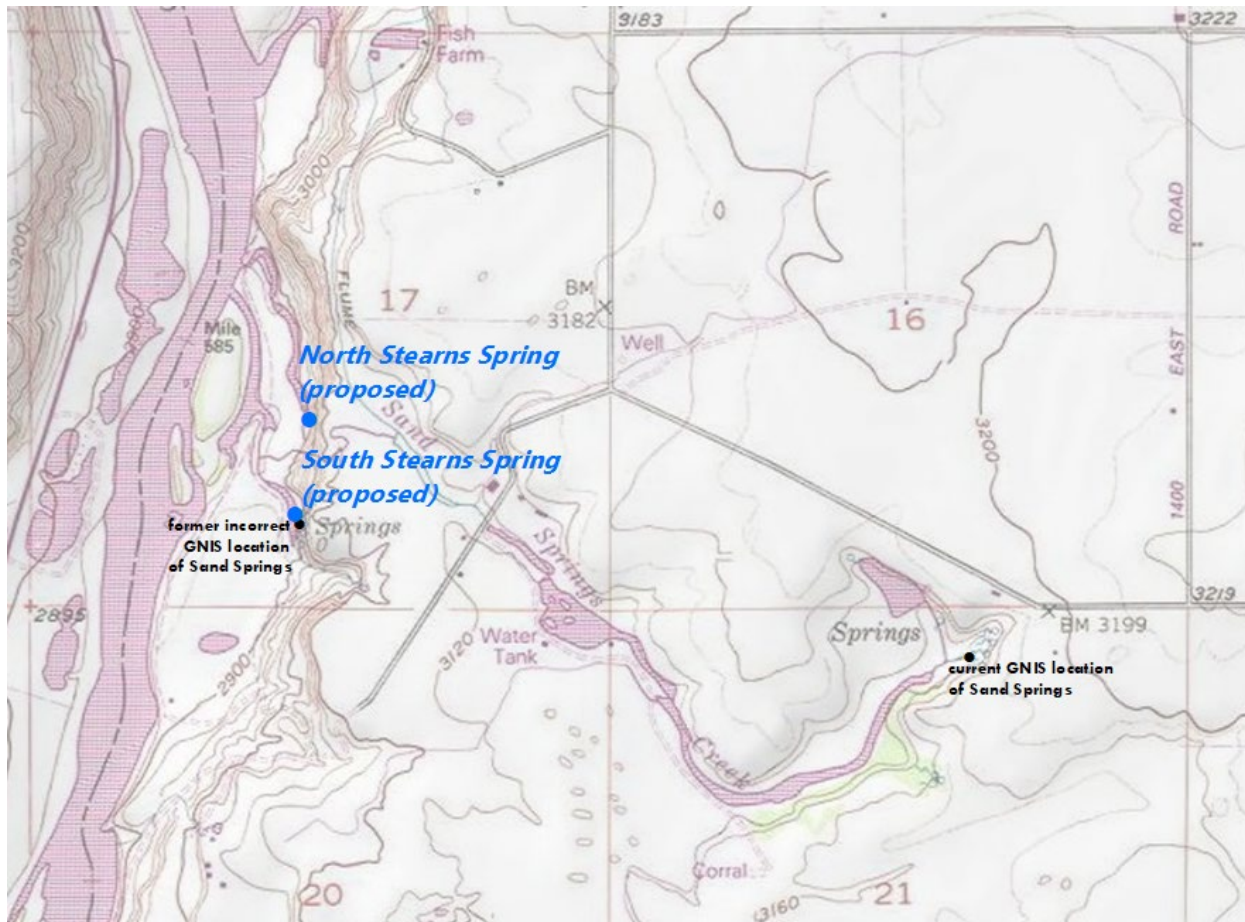 3183
3222
Fish
Farm
3000
3200
FLUME
17
BM
3182
16
ROAD
Mile
585
Well
EAST
North Stearns Spring
(proposed)
Sand
3200
South Stearns Spring
(proposed)
1400
former incorrect
GNIS location
of Sand Springs
Springs
Springs
2895
3219
Water
Tank
3120
Springs
BM 3199
current GNIS location
of Sand Springs
2900
Creek
Corral
20
21
3160